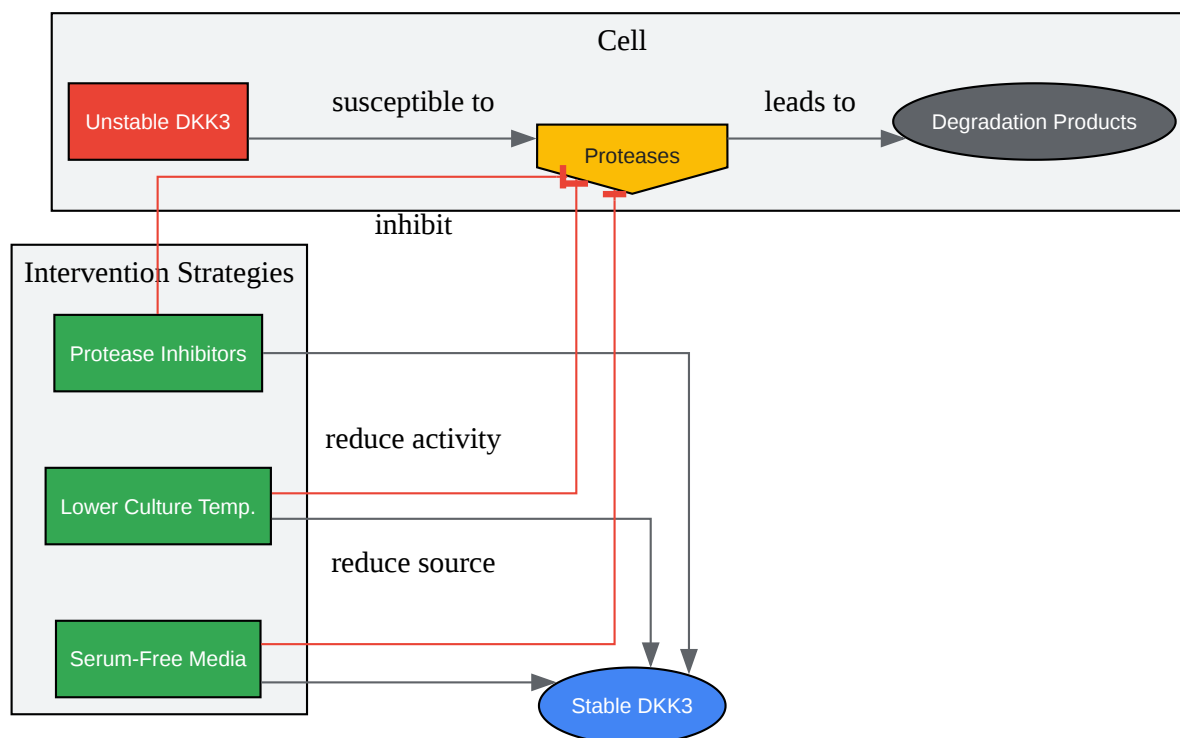 Cell
Unstable DKK3
susceptible to
Proteases
leads to
Degradation Products
inhibit
Intervention Strategies
Protease Inhibitors
reduce activity
Lower Culture Temp.
reduce source
Serum-Free Media
Stable DKK3